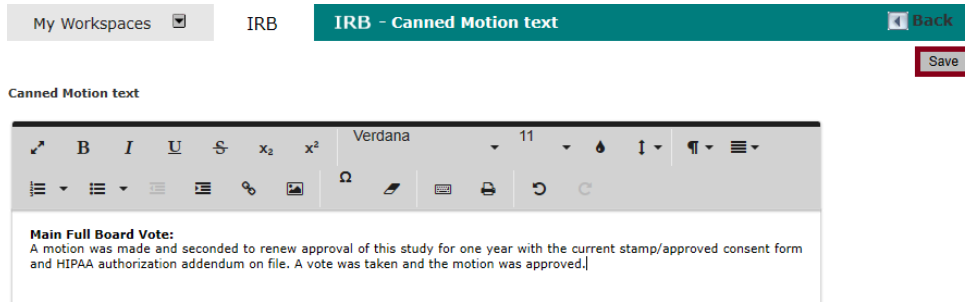 My Workspaces IRB IRB - Canned Motion text Back
Save
Canned Motion text
B I U S x₂ x² Verdana 11 ¶
Ω
Main Full Board Vote:
A motion was made and seconded to renew approval of this study for one year with the current stamp/approved consent form
and HIPAA authorization addendum on file. A vote was taken and the motion was approved.